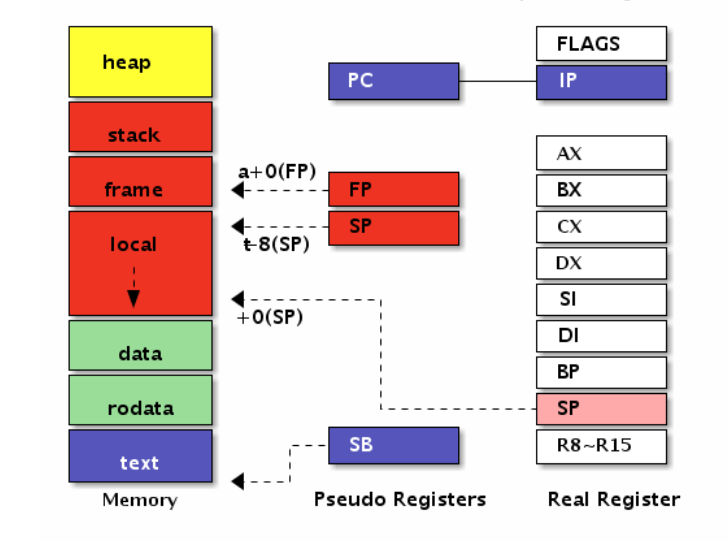 heap
stack
frame
local
data
rodata
text
Memory
PC
a+0(FP)
FP
SP
t-8(SP)
+0(SP)
SB
Pseudo Registers
FLAGS
IP
AX
BX
CX
DX
SI
DI
BP
SP
R8~R15
Real Register